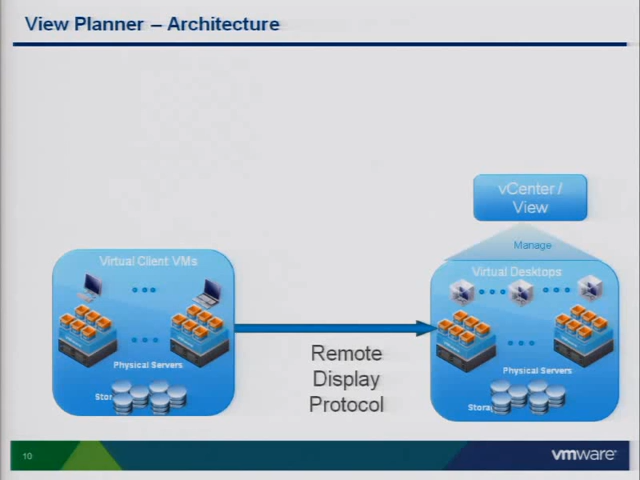 View Planner – Architecture
vCenter /
View
Manage
Virtual Client VMs
Virtual Desktops
Remote
Display
Protocol
Physical Servers
Physical Servers
10
vmware